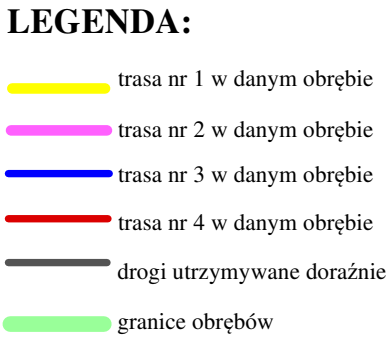 LEGENDA:
trasa nr 1 w danym obrębie
trasa nr 2 w danym obrębie
trasa nr 3 w danym obrębie
trasa nr 4 w danym obrębie
drogi utrzymywane doraźnie
granice obrębów